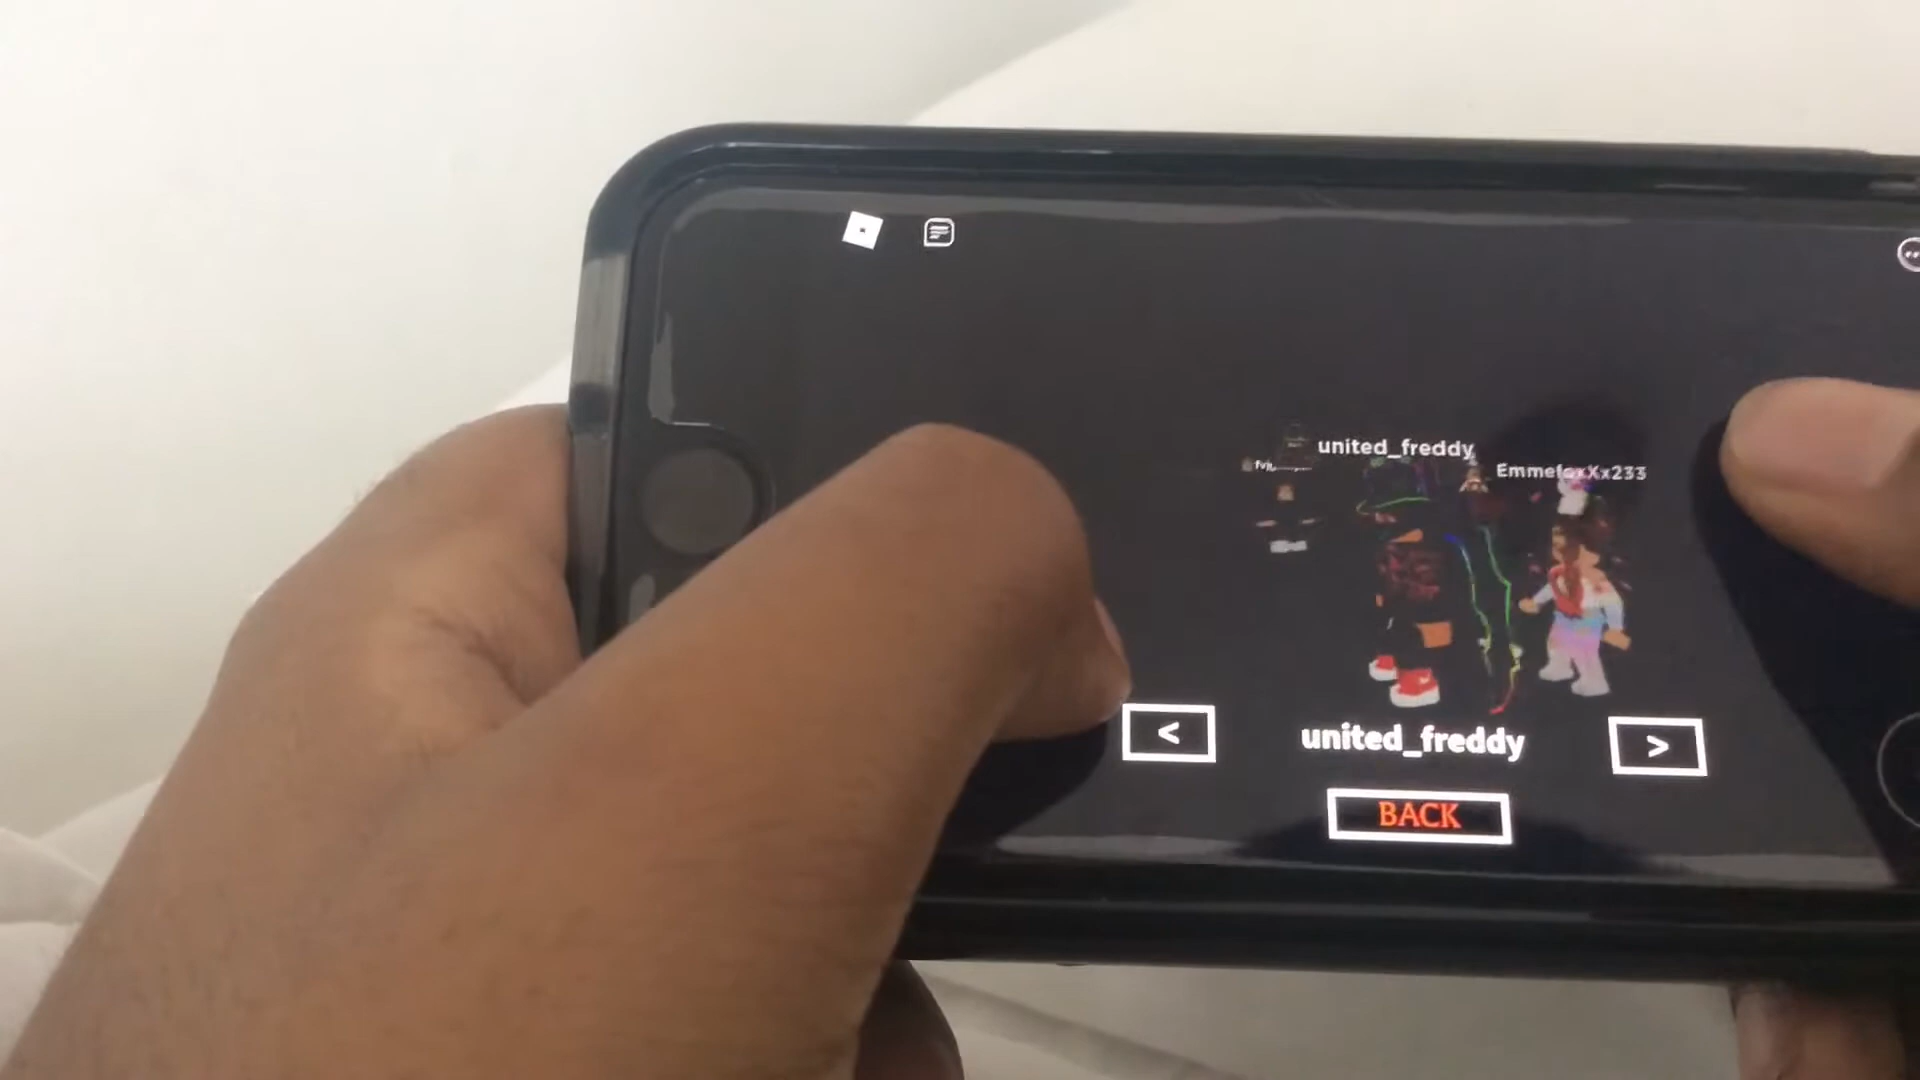 united_freddy
EmmefoxXx233
<
united_freddy
>
BACK